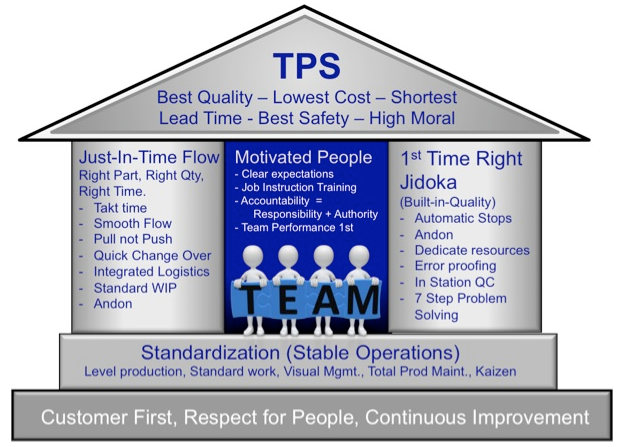 TPS
Best Quality – Lowest Cost – Shortest
Lead Time - Best Safety – High Moral
Just-In-Time Flow
Right Part, Right Qty,
Right Time.
- Takt time
- Smooth Flow
- Pull not Push
- Quick Change Over
- Integrated Logistics
- Standard WIP
- Andon
Motivated People
- Clear expectations
- Job Instruction Training
- Accountability =
Responsibility + Authority
- Team Performance 1st
TEAM
1st Time Right
Jidoka
(Built-in-Quality)
- Automatic Stops
- Andon
- Dedicate resources
- Error proofing
- In Station QC
- 7 Step Problem
Solving
Standardization (Stable Operations)
Level production, Standard work, Visual Mgmt., Total Prod Maint., Kaizen
Customer First, Respect for People, Continuous Improvement